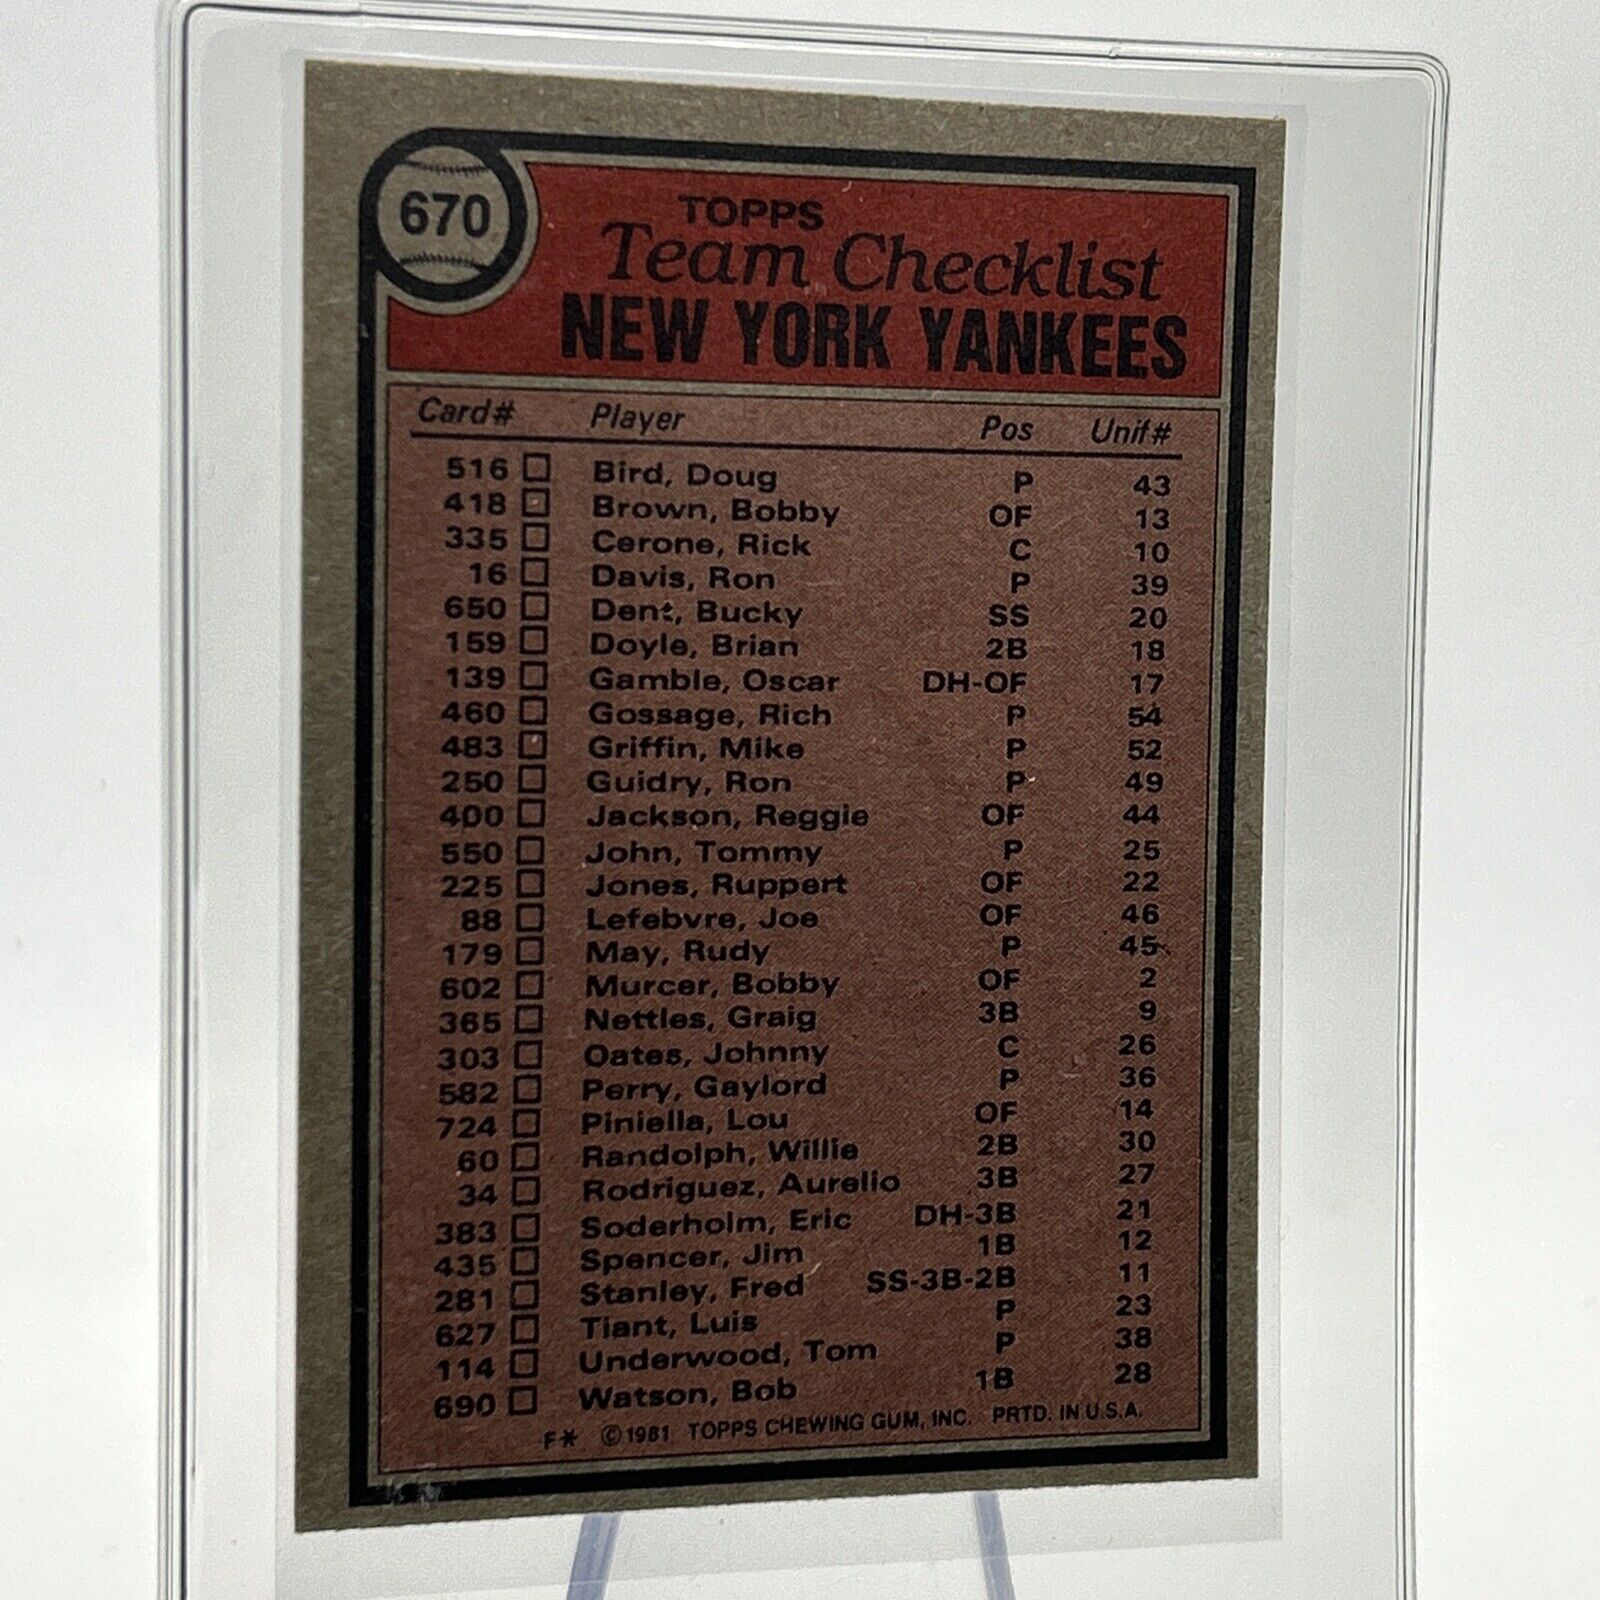 670
TOPPS
Team Checklist
NEW YORK YANKEES
Card# Player Pos Unif#
516 Bird, Doug P 43
418 Brown, Bobby OF 13
335 Cerone, Rick C 10
16 Davis, Ron P 39
650 Dent, Bucky SS 20
159 Doyle, Brian 2B 18
139 Gamble, Oscar DH-OF 17
460 Gossage, Rich P 54
483 Griffin, Mike P 52
250 Guidry, Ron P 49
400 Jackson, Reggie OF 44
550 John, Tommy P 25
225 Jones, Ruppert OF 22
88 Lefebvre, Joe OF 46
179 May, Rudy P 45
602 Murcer, Bobby OF 2
365 Nettles, Graig 3B 9
303 Oates, Johnny C 26
582 Perry, Gaylord P 36
724 Piniella, Lou OF 14
60 Randolph, Willie 2B 30
34 Rodriguez, Aurelio 3B 27
383 Soderholm, Eric DH-3B 21
435 Spencer, Jim 1B 12
281 Stanley, Fred SS-3B-2B 11
627 Tiant, Luis P 23
114 Underwood, Tom P 38
690 Watson, Bob 1B 28
F* ©1981 TOPPS CHEWING GUM, INC. PRTD. IN U.S.A.